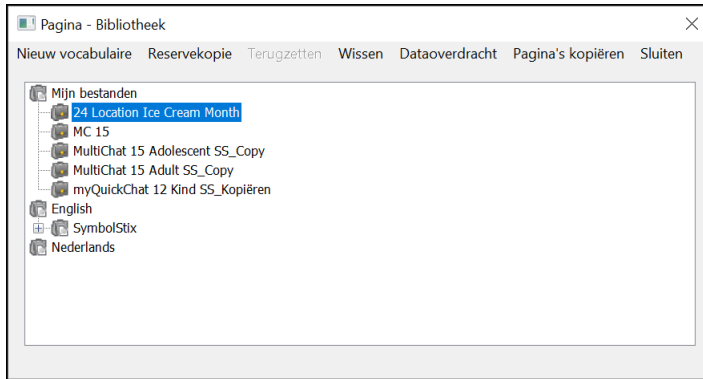 Pagina - Bibliotheek
Nieuw vocabulaire Reservekopie Terugzetten Wissen Dataoverdracht Pagina's kopiëren Sluiten
Mijn bestanden
24 Location Ice Cream Month
MC 15
MultiChat 15 Adolescent SS_Copy
MultiChat 15 Adult SS_Copy
myQuickChat 12 Kind SS_Kopiëren
English
SymbolStix
Nederlands